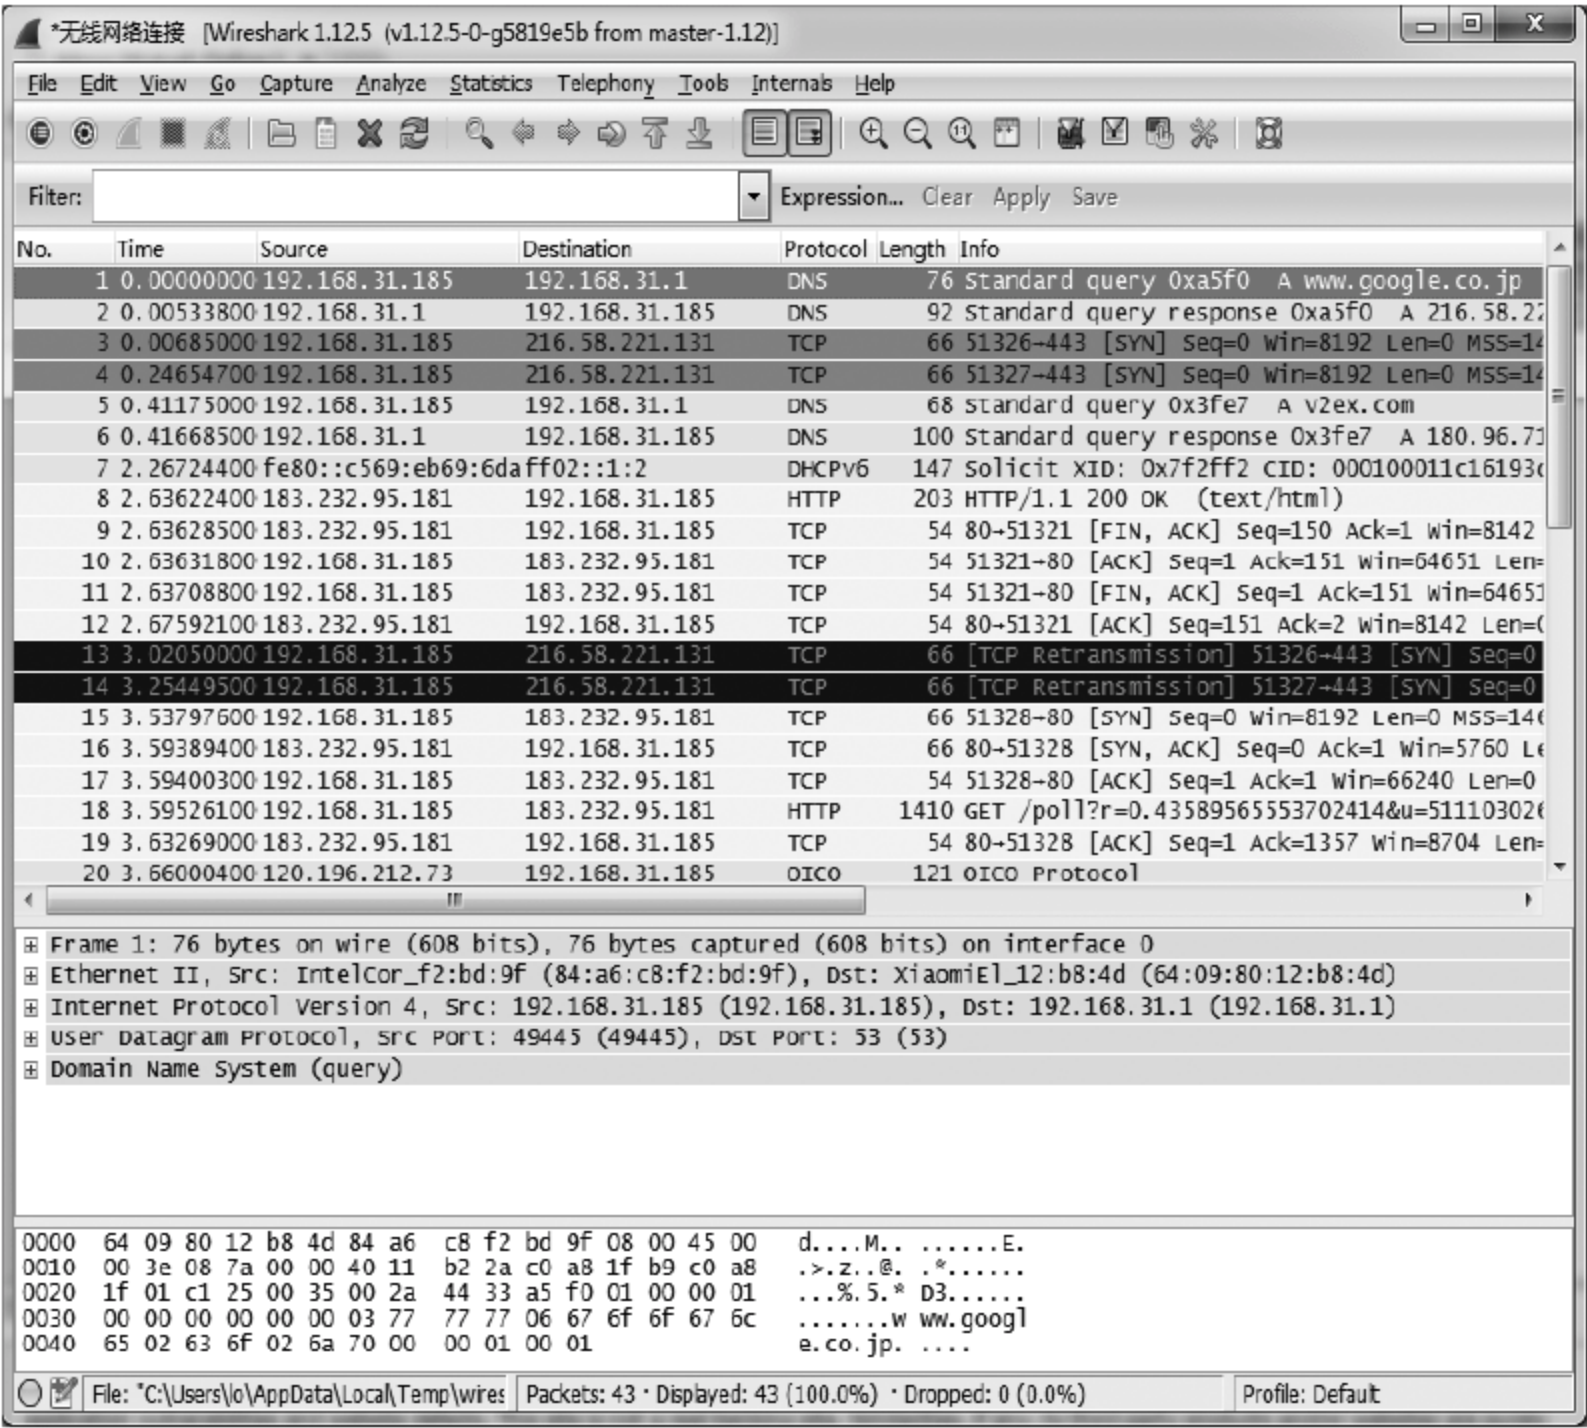 *无线网络连接 [Wireshark 1.12.5 (v1.12.5-0-g5819e5b from master-1.12)]
File Edit View Go Capture Analyze Statistics Telephony Tools Internals Help
Filter: Expression... Clear Apply Save
No. Time Source Destination Protocol Length Info
1 0.00000000 192.168.31.185 192.168.31.1 DNS 76 Standard query 0xa5f0 A www.google.co.jp
2 0.00533800 192.168.31.1 192.168.31.185 DNS 92 Standard query response 0xa5f0 A 216.58.22
3 0.00685000 192.168.31.185 216.58.221.131 TCP 66 51326→443 [SYN] Seq=0 Win=8192 Len=0 MSS=14
4 0.24654700 192.168.31.185 216.58.221.131 TCP 66 51327→443 [SYN] Seq=0 Win=8192 Len=0 MSS=14
5 0.41175000 192.168.31.185 192.168.31.1 DNS 68 Standard query 0x3fe7 A v2ex.com
6 0.41668500 192.168.31.1 192.168.31.185 DNS 100 Standard query response 0x3fe7 A 180.96.71
7 2.26724400 fe80::c569:eb69:6da ff02::1:2 DHCPv6 147 Solicit XID: 0x7f2ff2 CID: 000100011c16193c
8 2.63622400 183.232.95.181 192.168.31.185 HTTP 203 HTTP/1.1 200 OK (text/html)
9 2.63628500 183.232.95.181 192.168.31.185 TCP 54 80→51321 [FIN, ACK] Seq=150 Ack=1 Win=8142
10 2.63631800 192.168.31.185 183.232.95.181 TCP 54 51321→80 [ACK] Seq=1 Ack=151 Win=64651 Len=
11 2.63708800 192.168.31.185 183.232.95.181 TCP 54 51321→80 [FIN, ACK] Seq=1 Ack=151 Win=64651
12 2.67592100 183.232.95.181 192.168.31.185 TCP 54 80→51321 [ACK] Seq=151 Ack=2 Win=8142 Len=0
13 3.02050000 192.168.31.185 216.58.221.131 TCP 66 [TCP Retransmission] 51326→443 [SYN] Seq=0
14 3.25449500 192.168.31.185 216.58.221.131 TCP 66 [TCP Retransmission] 51327→443 [SYN] Seq=0
15 3.53797600 192.168.31.185 183.232.95.181 TCP 66 51328→80 [SYN] Seq=0 Win=8192 Len=0 MSS=146
16 3.59389400 183.232.95.181 192.168.31.185 TCP 66 80→51328 [SYN, ACK] Seq=0 Ack=1 Win=5760 Le
17 3.59400300 192.168.31.185 183.232.95.181 TCP 54 51328→80 [ACK] Seq=1 Ack=1 Win=66240 Len=0
18 3.59526100 192.168.31.185 183.232.95.181 HTTP 1410 GET /poll?r=0.43589565553702414&u=511103026
19 3.63269000 183.232.95.181 192.168.31.185 TCP 54 80→51328 [ACK] Seq=1 Ack=1357 Win=8704 Len=
20 3.66000400 120.196.212.73 192.168.31.185 OICQ 121 OICQ Protocol
Frame 1: 76 bytes on wire (608 bits), 76 bytes captured (608 bits) on interface 0
Ethernet II, Src: IntelCor_f2:bd:9f (84:a6:c8:f2:bd:9f), Dst: XiaomiEl_12:b8:4d (64:09:80:12:b8:4d)
Internet Protocol Version 4, Src: 192.168.31.185 (192.168.31.185), Dst: 192.168.31.1 (192.168.31.1)
User Datagram Protocol, Src Port: 49445 (49445), Dst Port: 53 (53)
Domain Name System (query)
0000 64 09 80 12 b8 4d 84 a6 c8 f2 bd 9f 08 00 45 00 d....M.. ......E.
0010 00 3e 08 7a 00 00 40 11 b2 2a c0 a8 1f b9 c0 a8 .>.z..@. .*......
0020 1f 01 c1 25 00 35 00 2a 44 33 a5 f0 01 00 00 01 ...%.5.* D3......
0030 00 00 00 00 00 00 03 77 77 77 06 67 6f 6f 67 6c .......w ww.googl
0040 65 02 63 6f 02 6a 70 00 00 01 00 01 e.co.jp. ....
File: "C:\Users\lo\AppData\Local\Temp\wires Packets: 43 · Displayed: 43 (100.0%) · Dropped: 0 (0.0%) Profile: Default